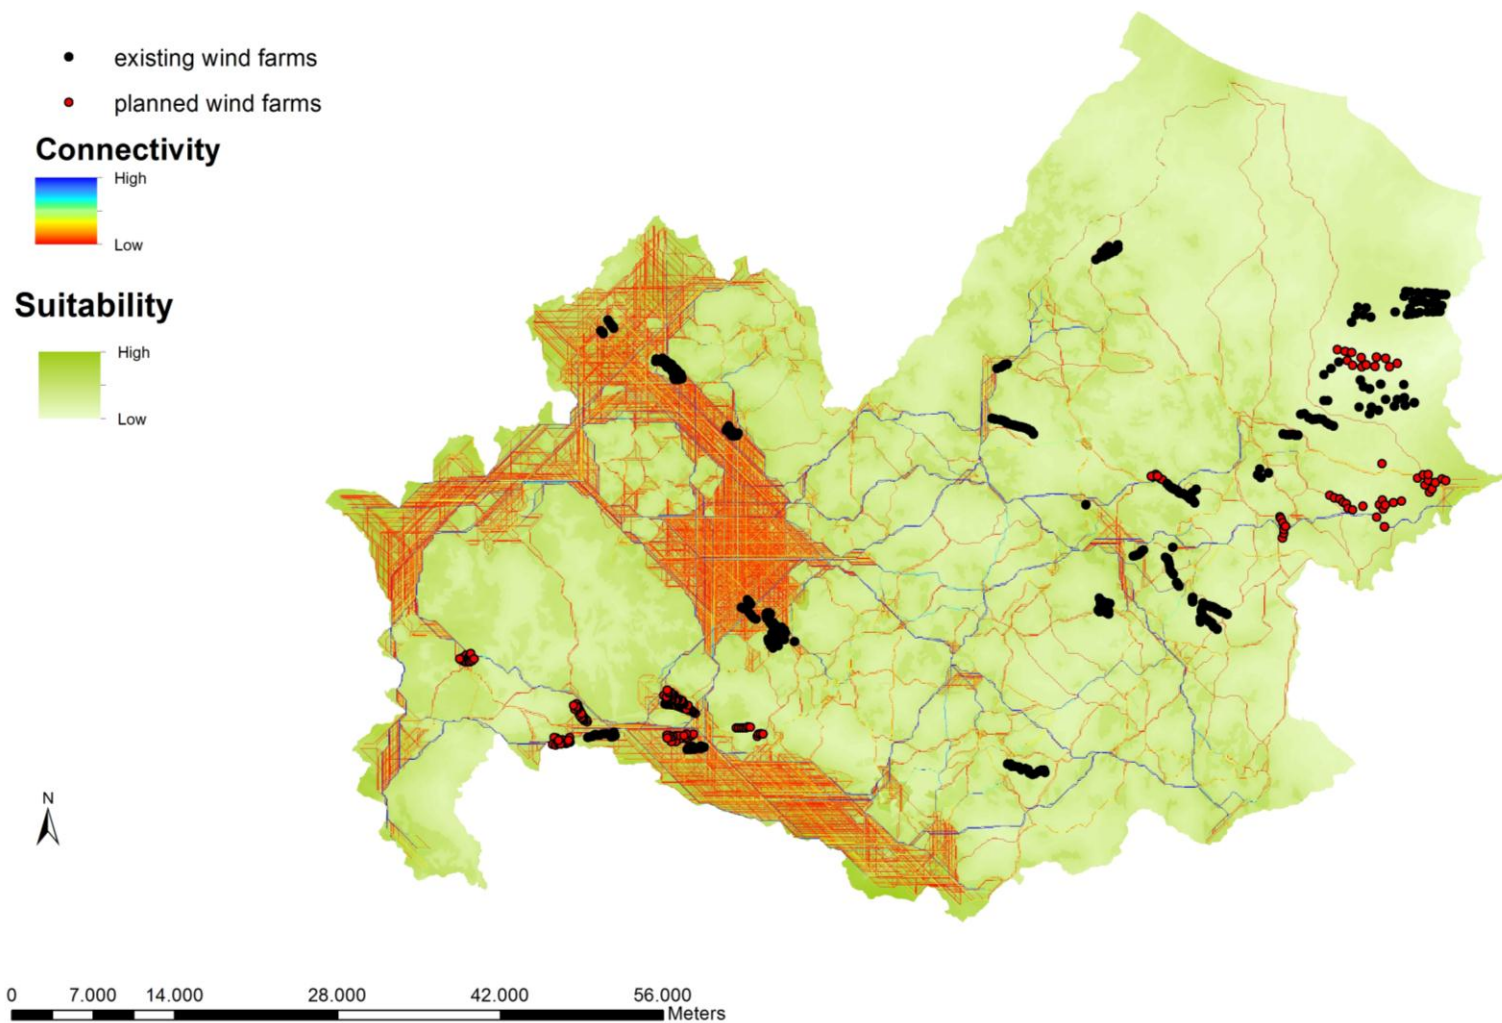 existing wind farms
planned wind farms
Connectivity
High
Low
Suitability
High
Low
N
0 7.000 14.000 28.000 42.000 56.000
Meters